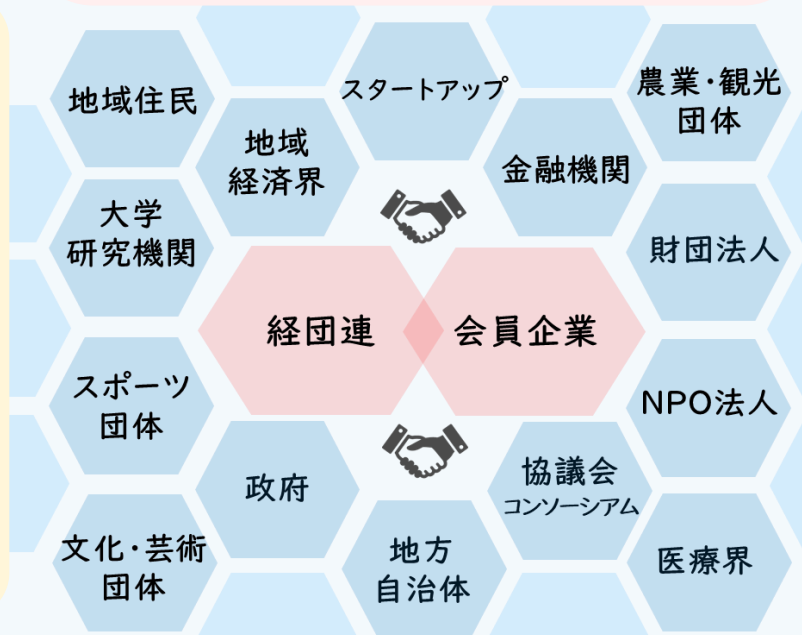 地域住民
地域
経済界
スタートアップ
金融機関
農業・観光
団体
大学
研究機関
財団法人
経団連
会員企業
スポーツ
団体
NPO法人
政府
協議会
コンソーシアム
文化・芸術
団体
地方
自治体
医療界